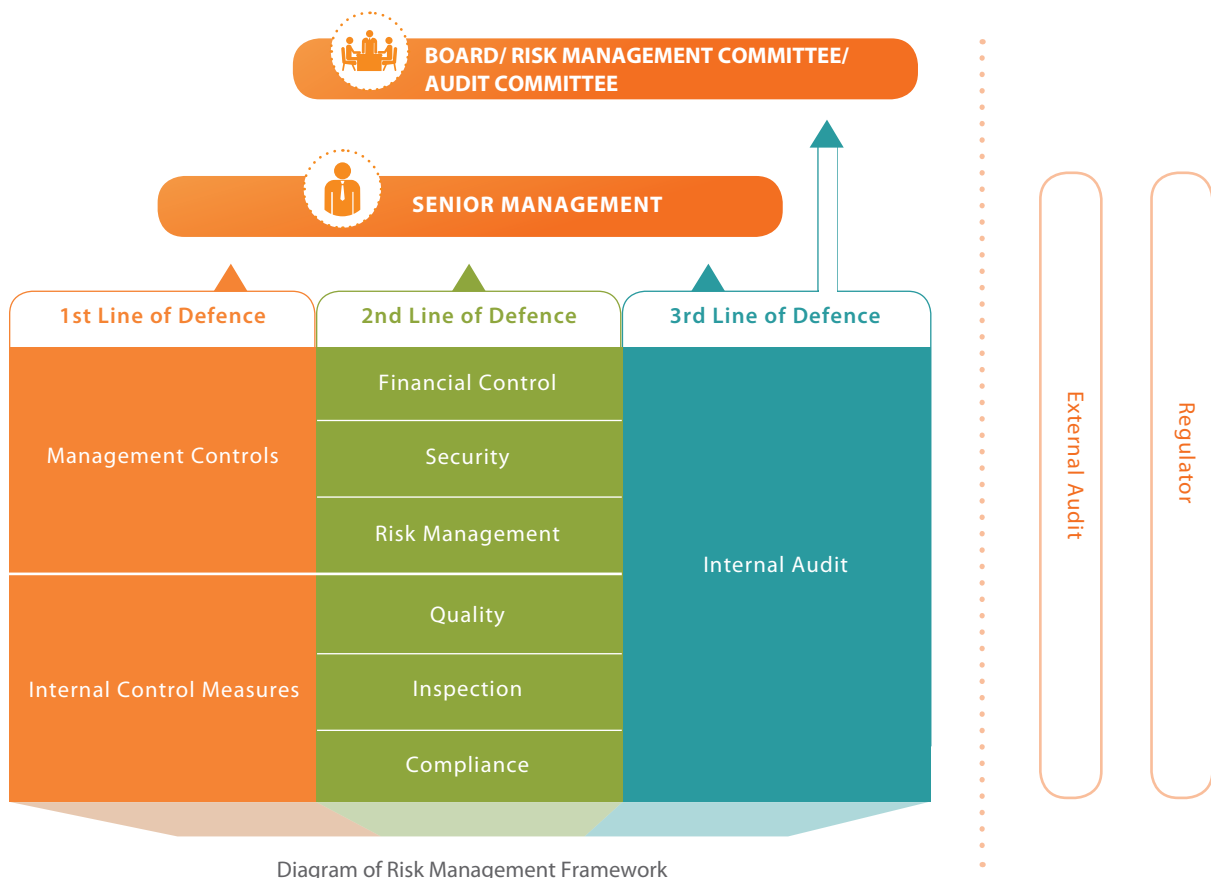 BOARD/ RISK MANAGEMENT COMMITTEE/
AUDIT COMMITTEE
SENIOR MANAGEMENT
1st Line of Defence
2nd Line of Defence
3rd Line of Defence
Management Controls
Internal Control Measures
Financial Control
Security
Risk Management
Quality
Inspection
Compliance
Internal Audit
External Audit
Regulator
Diagram of Risk Management Framework